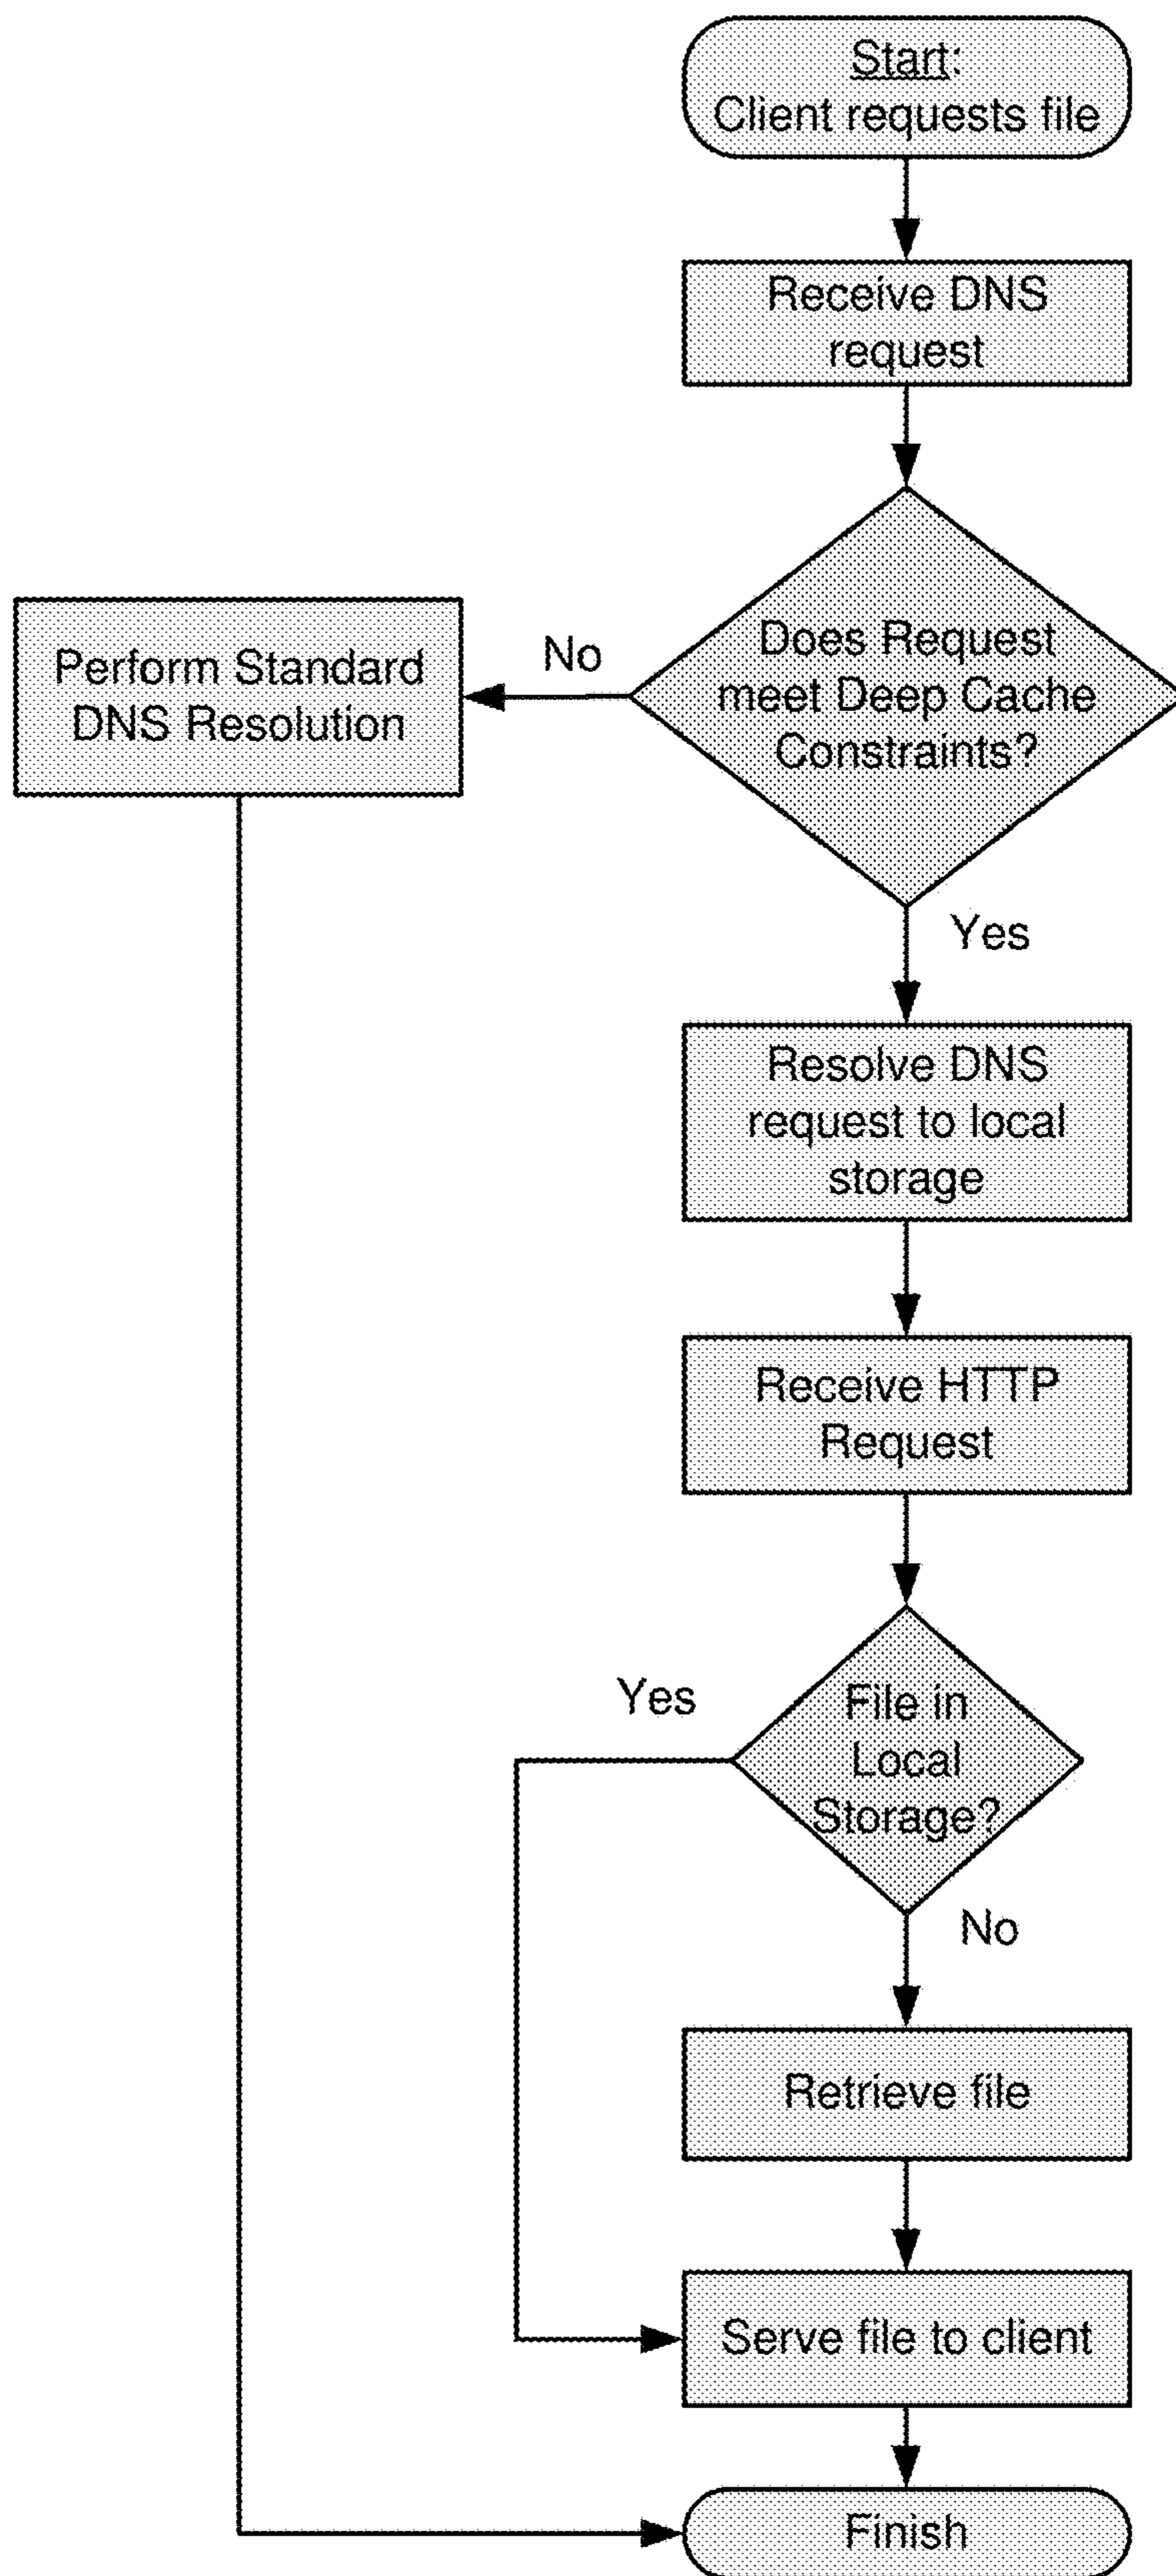 Start:
Client requests file
Receive DNS
request
Does Request
meet Deep Cache
Constraints?
No
Perform Standard
DNS Resolution
Yes
Resolve DNS
request to local
storage
Receive HTTP
Request
Yes
File in
Local
Storage?
No
Retrieve file
Serve file to client
Finish